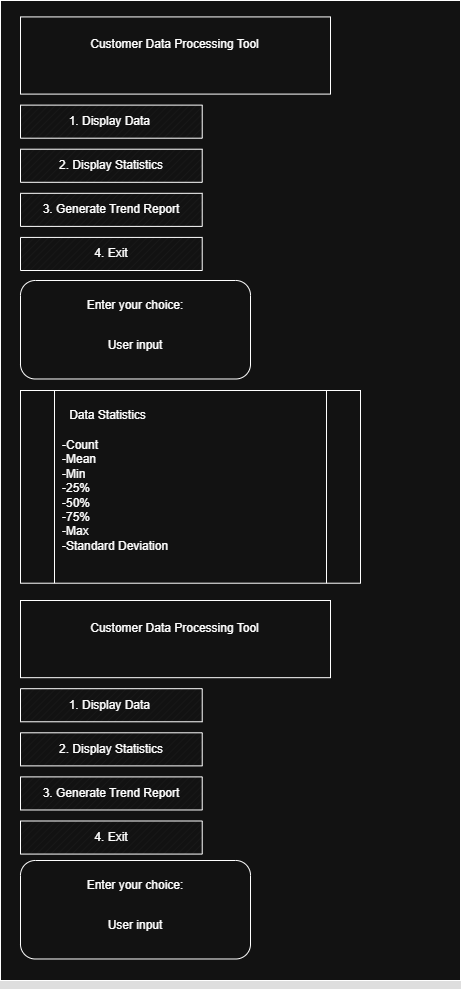 Customer Data Processing Tool
1. Display Data
2. Display Statistics
3. Generate Trend Report
4. Exit
Enter your choice:
User input
Data Statistics
-Count
-Mean
-Min
-25%
-50%
-75%
-Max
-Standard Deviation
Customer Data Processing Tool
1. Display Data
2. Display Statistics
3. Generate Trend Report
4. Exit
Enter your choice:
User input